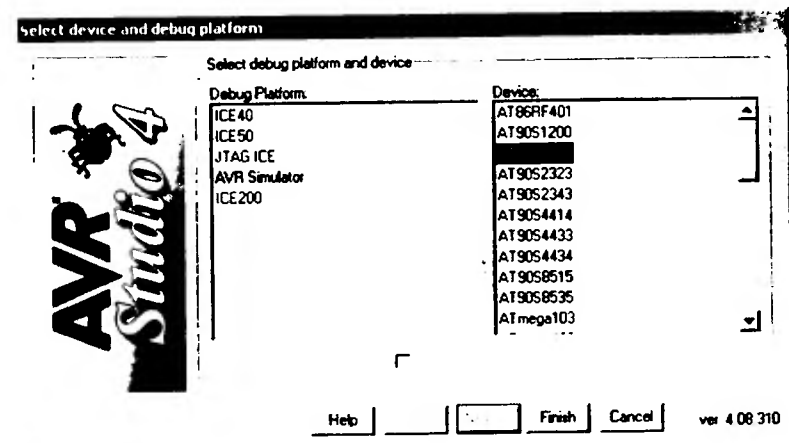 Select device and debug platform
Select debug platform and device
Debug Platform:
ICE40
ICE50
JTAG ICE
AVR Simulator
ICE200
Device:
AT86RF401
AT90S1200
AT90S2323
AT90S2343
AT90S4414
AT90S4433
AT90S4434
AT90S8515
AT90S8535
ATmega103
AVR
Studio 4
Help
Finish
Cancel
ver 4 08 310